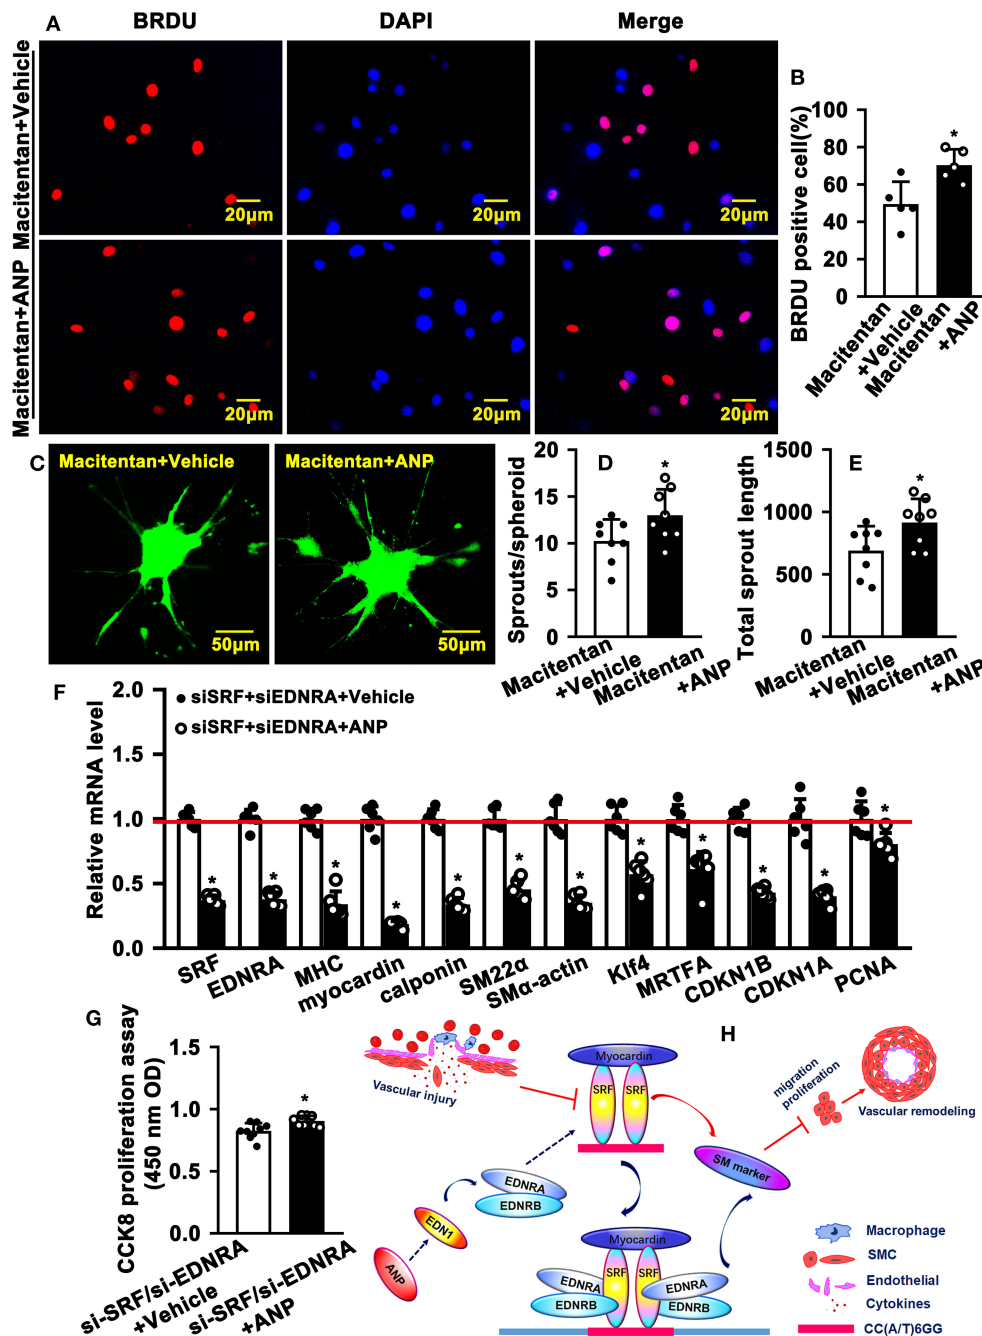 A
BRDU
DAPI
Merge
Macitentan+Vehicle
20μm
20μm
20μm
Macitentan+ANP
20μm
20μm
20μm
B
BRDU positive cell(%)
100
80
60
40
20
0
*
Macitentan
+Vehicle
Macitentan
+ANP
C
Macitentan+Vehicle
50μm
Macitentan+ANP
50μm
D
Sprouts/spheroid
20
15
10
5
0
*
Macitentan
+Vehicle
Macitentan
+ANP
E
Total sprout length
1500
1000
500
0
*
Macitentan
+Vehicle
Macitentan
+ANP
F
siSRF+siEDNRA+Vehicle
siSRF+siEDNRA+ANP
Relative mRNA level
2.0
1.5
1.0
0.5
0.0
* * * * * * * * * * * *
SRF
EDNRA
MHC
myocardin
calponin
SM22α
SMα-actin
Klf4
MRTFA
CDKN1B
CDKN1A
PCNA
G
CCK8 proliferation assay
(450 nm OD)
1.5
1.0
0.5
0.0
*
si-SRF/si-EDNRA
+Vehicle
si-SRF/si-EDNRA
+ANP
H
Vascular injury
Myocardin
SRF
SRF
migration
proliferation
Vascular remodeling
SM marker
EDNRA
EDNRB
EDN1
ANP
Myocardin
SRF
SRF
EDNRA
EDNRB
EDNRA
EDNRB
Macrophage
SMC
Endothelial
Cytokines
CC(A/T)6GG